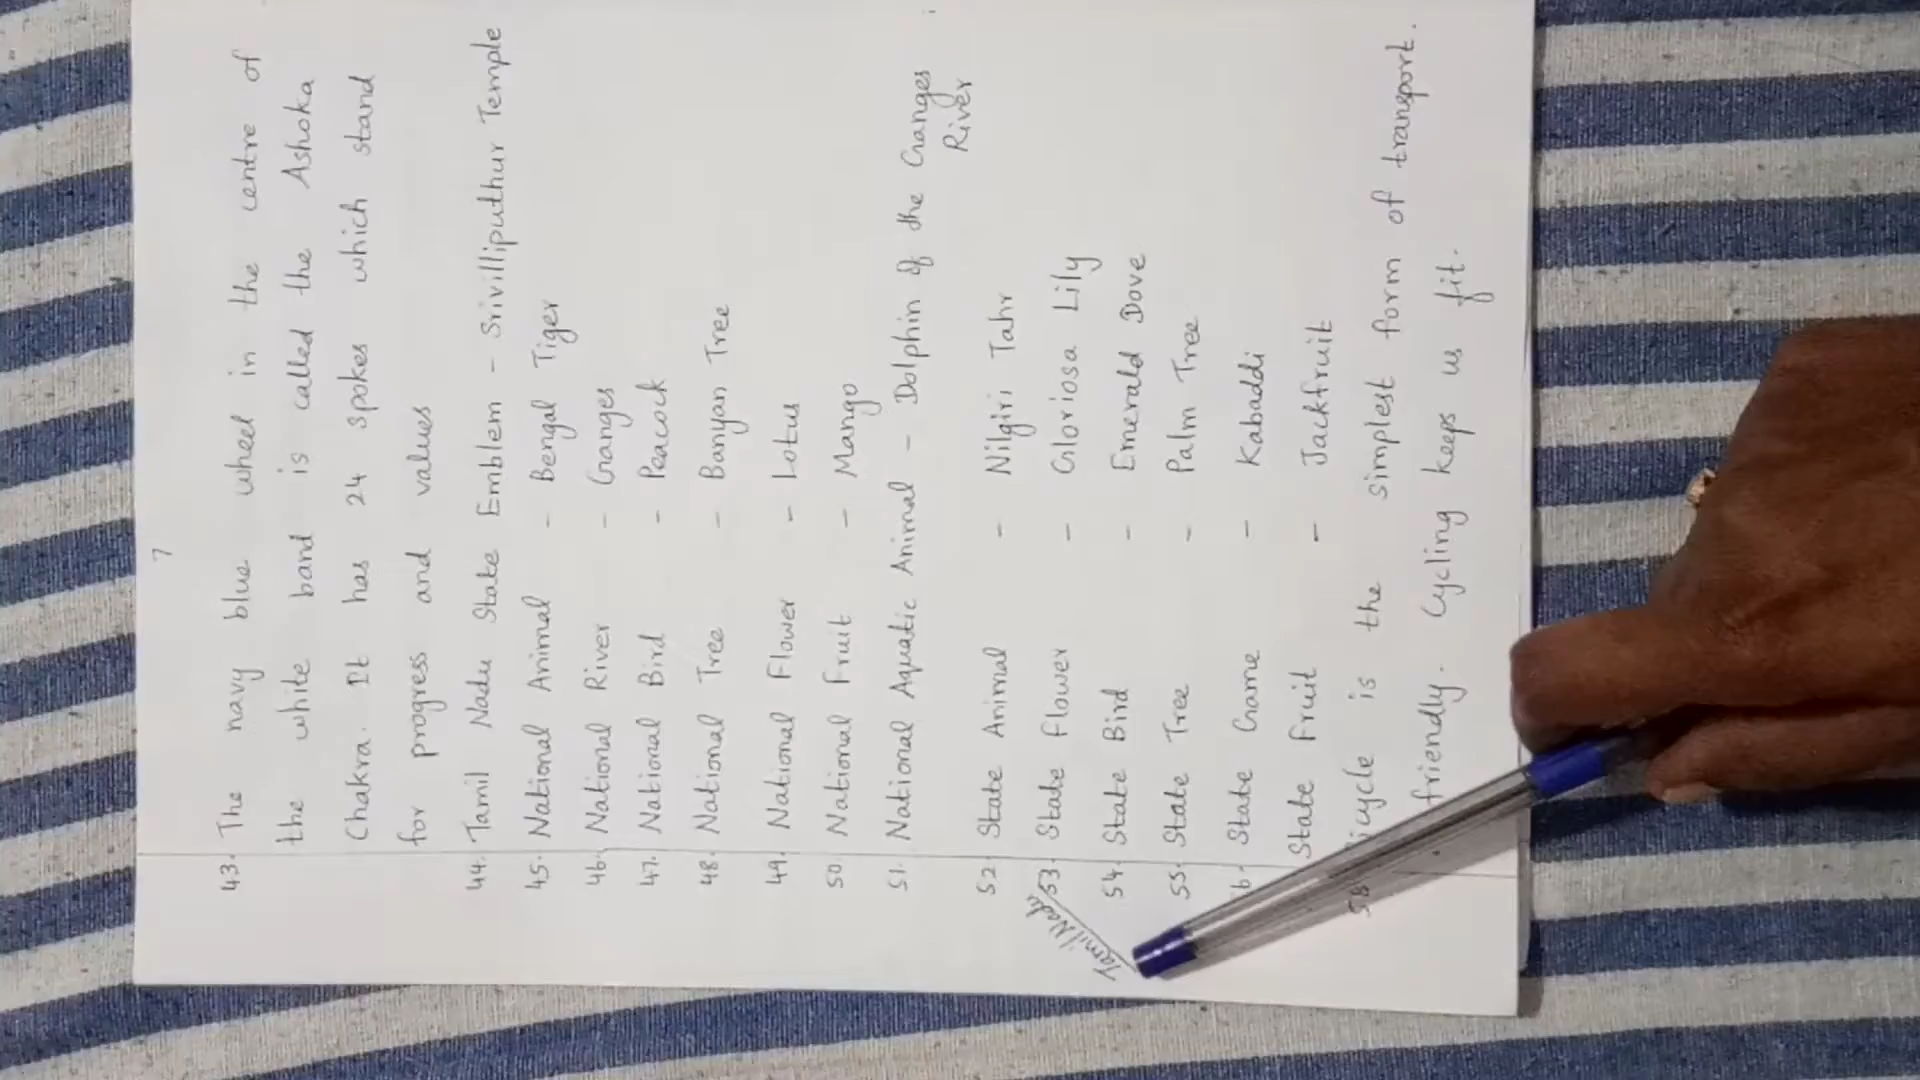 7
43. The navy blue wheel in the centre of
the white band is called the Ashoka
Chakra. It has 24 spokes which stand
for progress and values
44. Tamil Nadu State Emblem - Srivilliputhur Temple
45. National Animal - Bengal Tiger
46. National River - Ganges
47. National Bird - Peacock
48. National Tree - Banyan Tree
49. National Flower - Lotus
50 National Fruit - Mango
51. National Aquatic Animal - Dolphin of the Ganges
River
52. State Animal - Nilgiri Tahr
Tamil Nadu
53. State Flower - Gloriosa Lily
54. State Bird - Emerald Dove
55. State Tree - Palm Tree
State Game - Kabaddi
State Fruit - Jackfruit
58 is the simplest form of transport.
friendly. Cycling keeps us fit.